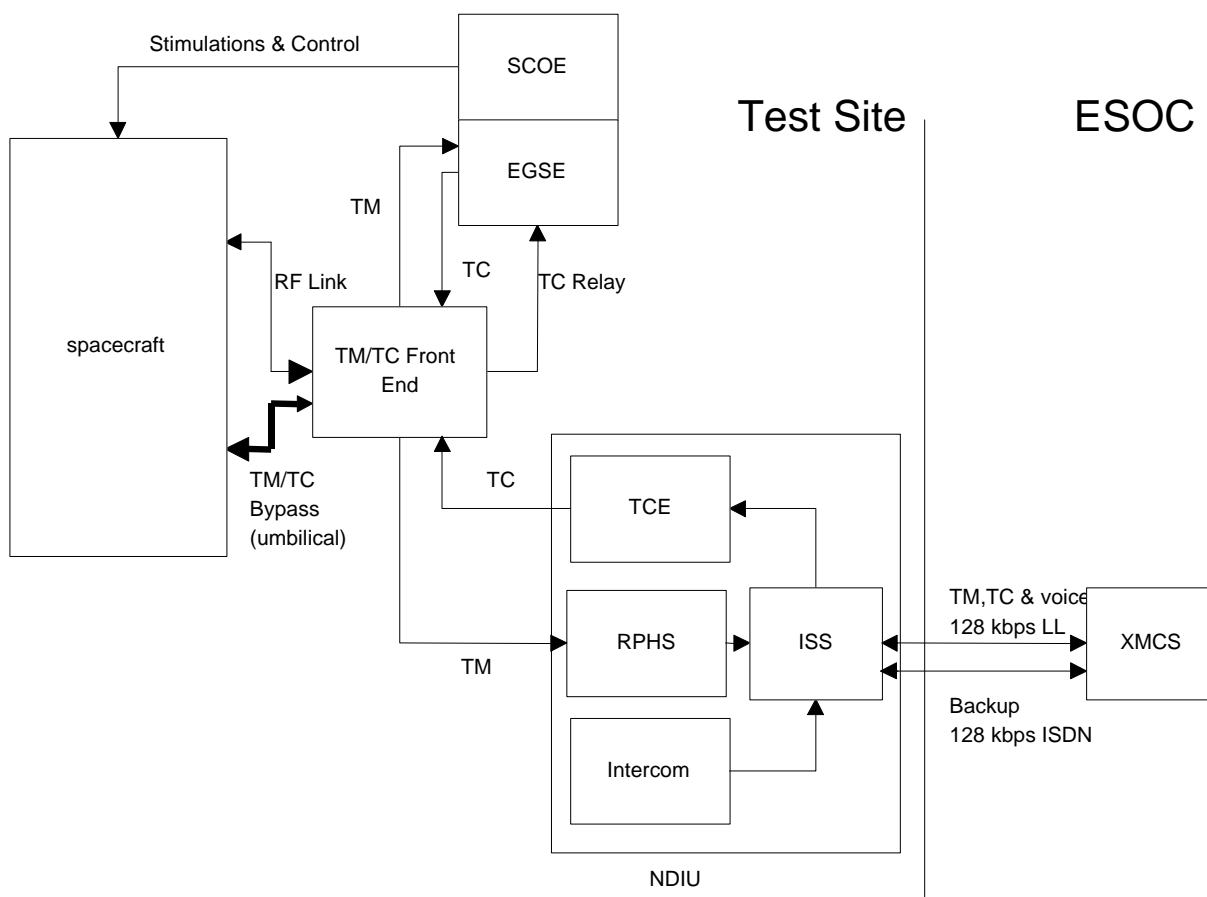 Stimulations & Control
SCOE
Test Site
ESOC
EGSE
TM
TC
TC Relay
RF Link
spacecraft
TM/TC Front
End
TM/TC
Bypass
(umbilical)
TC
TCE
TM,TC & voice
128 kbps LL
RPHS
ISS
XMCS
TM
Backup
128 kbps ISDN
Intercom
NDIU